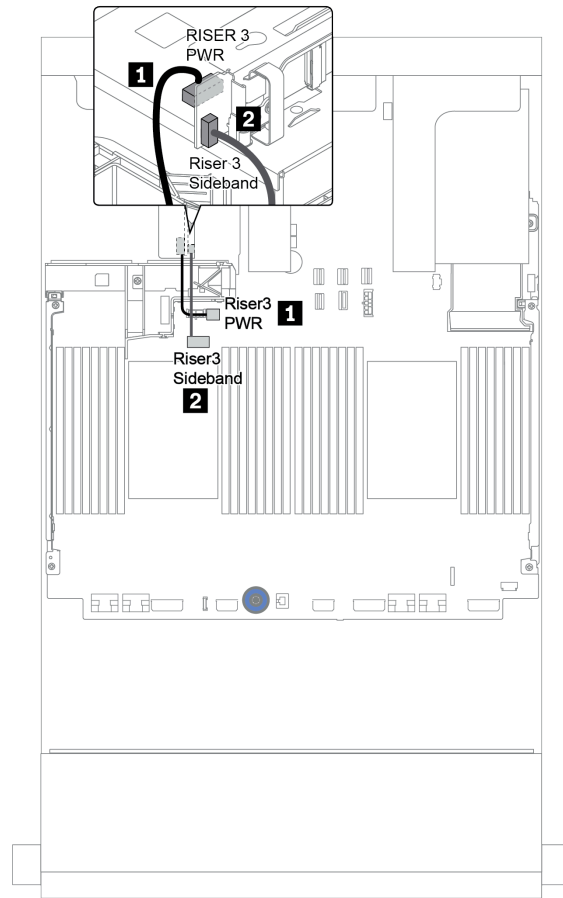 RISER 3
PWR
1
2
Riser 3
Sideband
Riser3
PWR
1
Riser3
Sideband
2